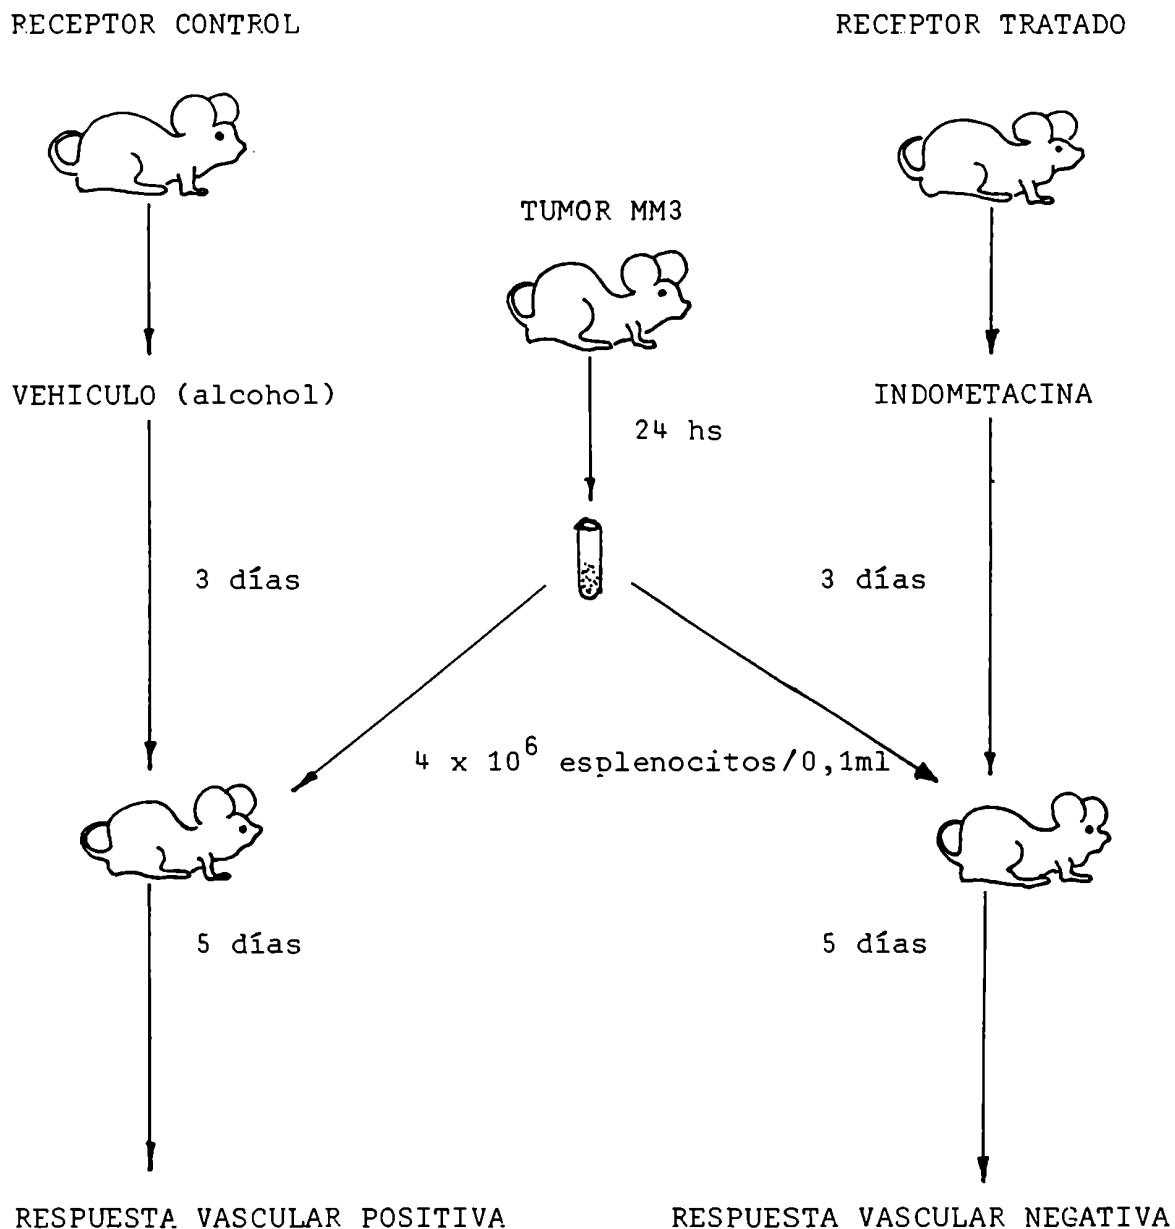 RECEPTOR CONTROL
RECEPTOR TRATADO
TUMOR MM3
VEHICULO (alcohol)
INDOMETACINA
24 hs
3 días
3 días
4 x 10⁶ esplenocitos/0,1ml
5 días
5 días
RESPUESTA VASCULAR POSITIVA
RESPUESTA VASCULAR NEGATIVA